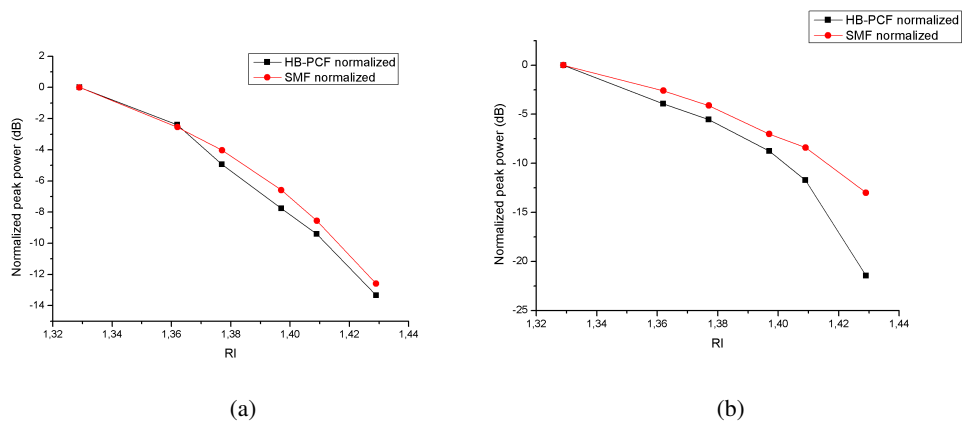 HB-PCF normalized
SMF normalized
Normalized peak power (dB)
2
0
-2
-4
-6
-8
-10
-12
-14
1,32 1,34 1,36 1,38 1,40 1,42 1,44
RI
(a)
HB-PCF normalized
SMF normalized
Normalized peak power (dB)
0
-5
-10
-15
-20
-25
1,32 1,34 1,36 1,38 1,40 1,42 1,44
RI
(b)